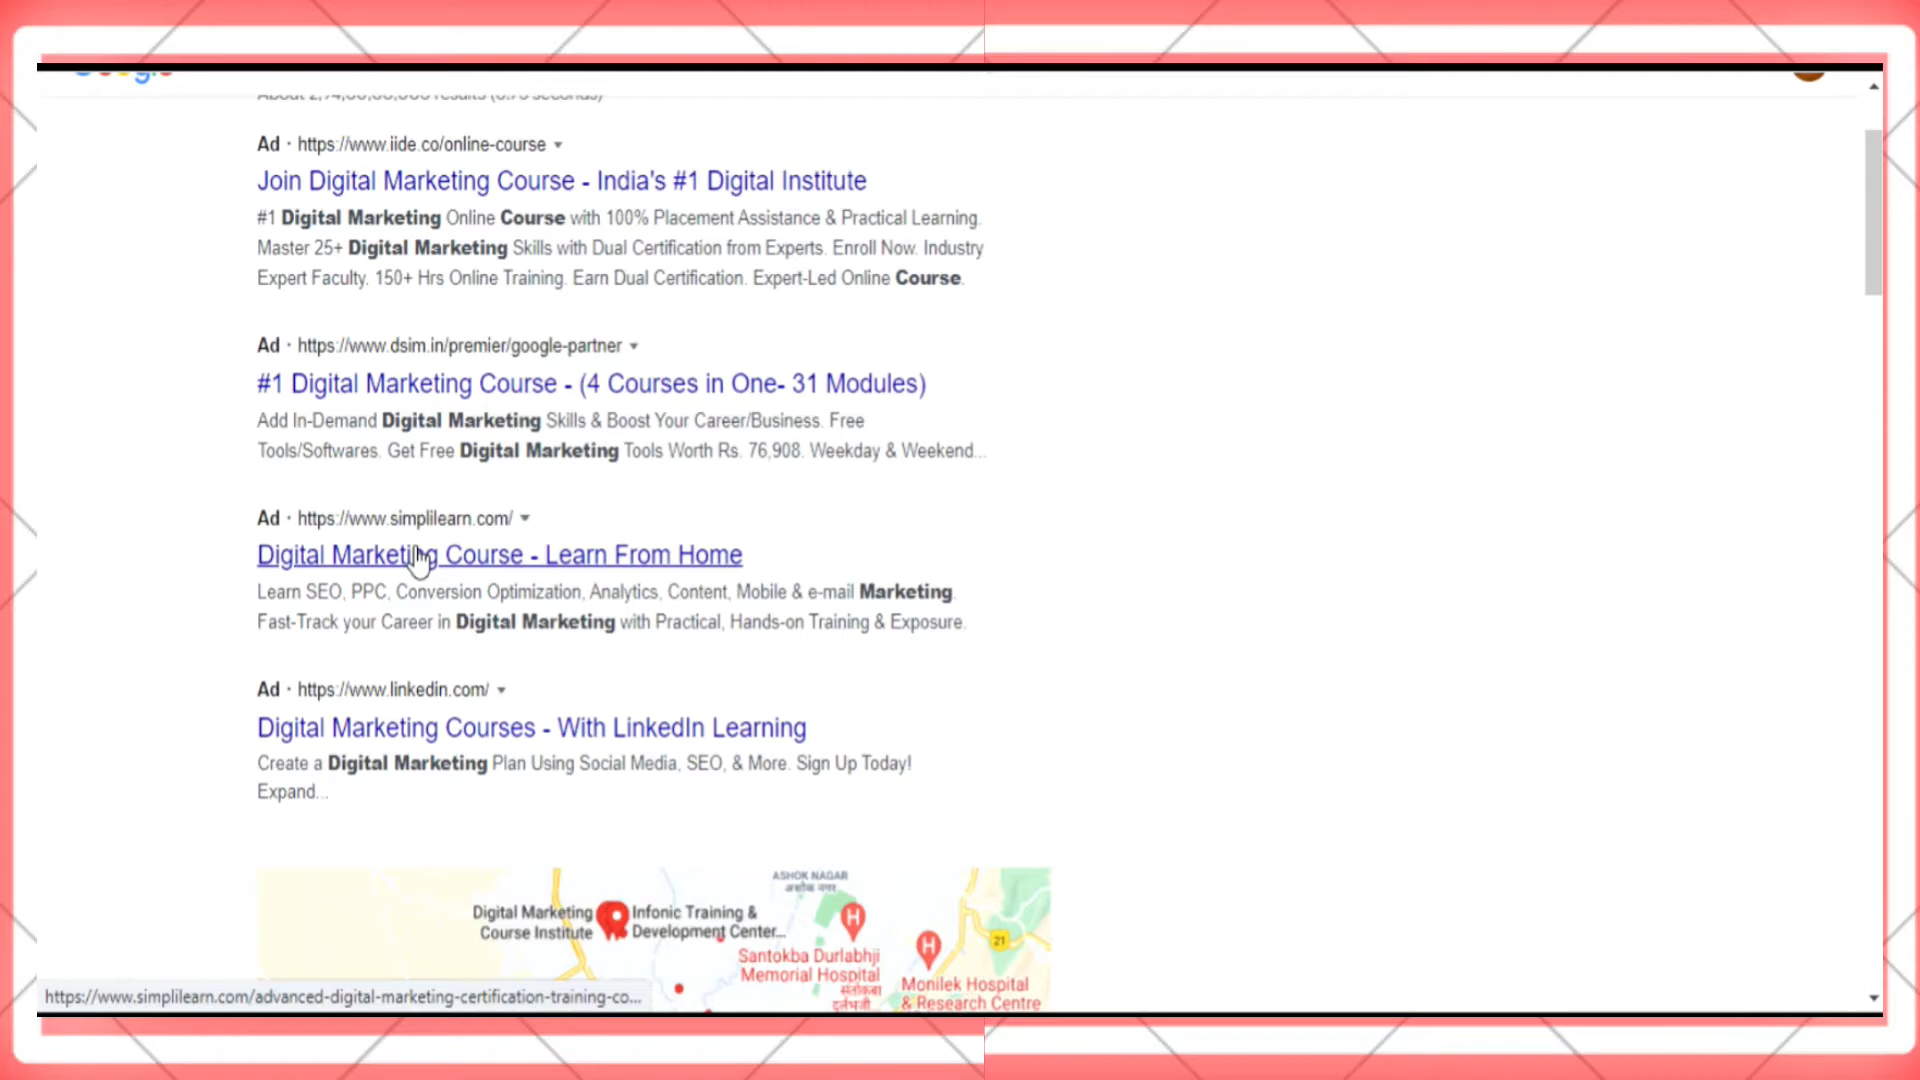 Ad · https://www.iide.co/online-course
Join Digital Marketing Course - India's #1 Digital Institute
#1 Digital Marketing Online Course with 100% Placement Assistance & Practical Learning.
Master 25+ Digital Marketing Skills with Dual Certification from Experts. Enroll Now. Industry
Expert Faculty. 150+ Hrs Online Training. Earn Dual Certification. Expert-Led Online Course.
Ad · https://www.dsim.in/premier/google-partner
#1 Digital Marketing Course - (4 Courses in One- 31 Modules)
Add In-Demand Digital Marketing Skills & Boost Your Career/Business. Free
Tools/Softwares. Get Free Digital Marketing Tools Worth Rs. 76,908. Weekday & Weekend...
Ad · https://www.simplilearn.com/
Digital Marketing Course - Learn From Home
Learn SEO, PPC, Conversion Optimization, Analytics, Content, Mobile & e-mail Marketing.
Fast-Track your Career in Digital Marketing with Practical, Hands-on Training & Exposure.
Ad · https://www.linkedin.com/
Digital Marketing Courses - With LinkedIn Learning
Create a Digital Marketing Plan Using Social Media, SEO, & More. Sign Up Today!
Expand...
ASHOK NAGAR
अशोक नगर
Digital Marketing
Course Institute
Infonic Training &
Development Center...
H
Santokba Durlabhji
Memorial Hospital
संतोकबा
दुर्लभजी
H
21
Monilek Hospital
& Research Centre
https://www.simplilearn.com/advanced-digital-marketing-certification-training-co...